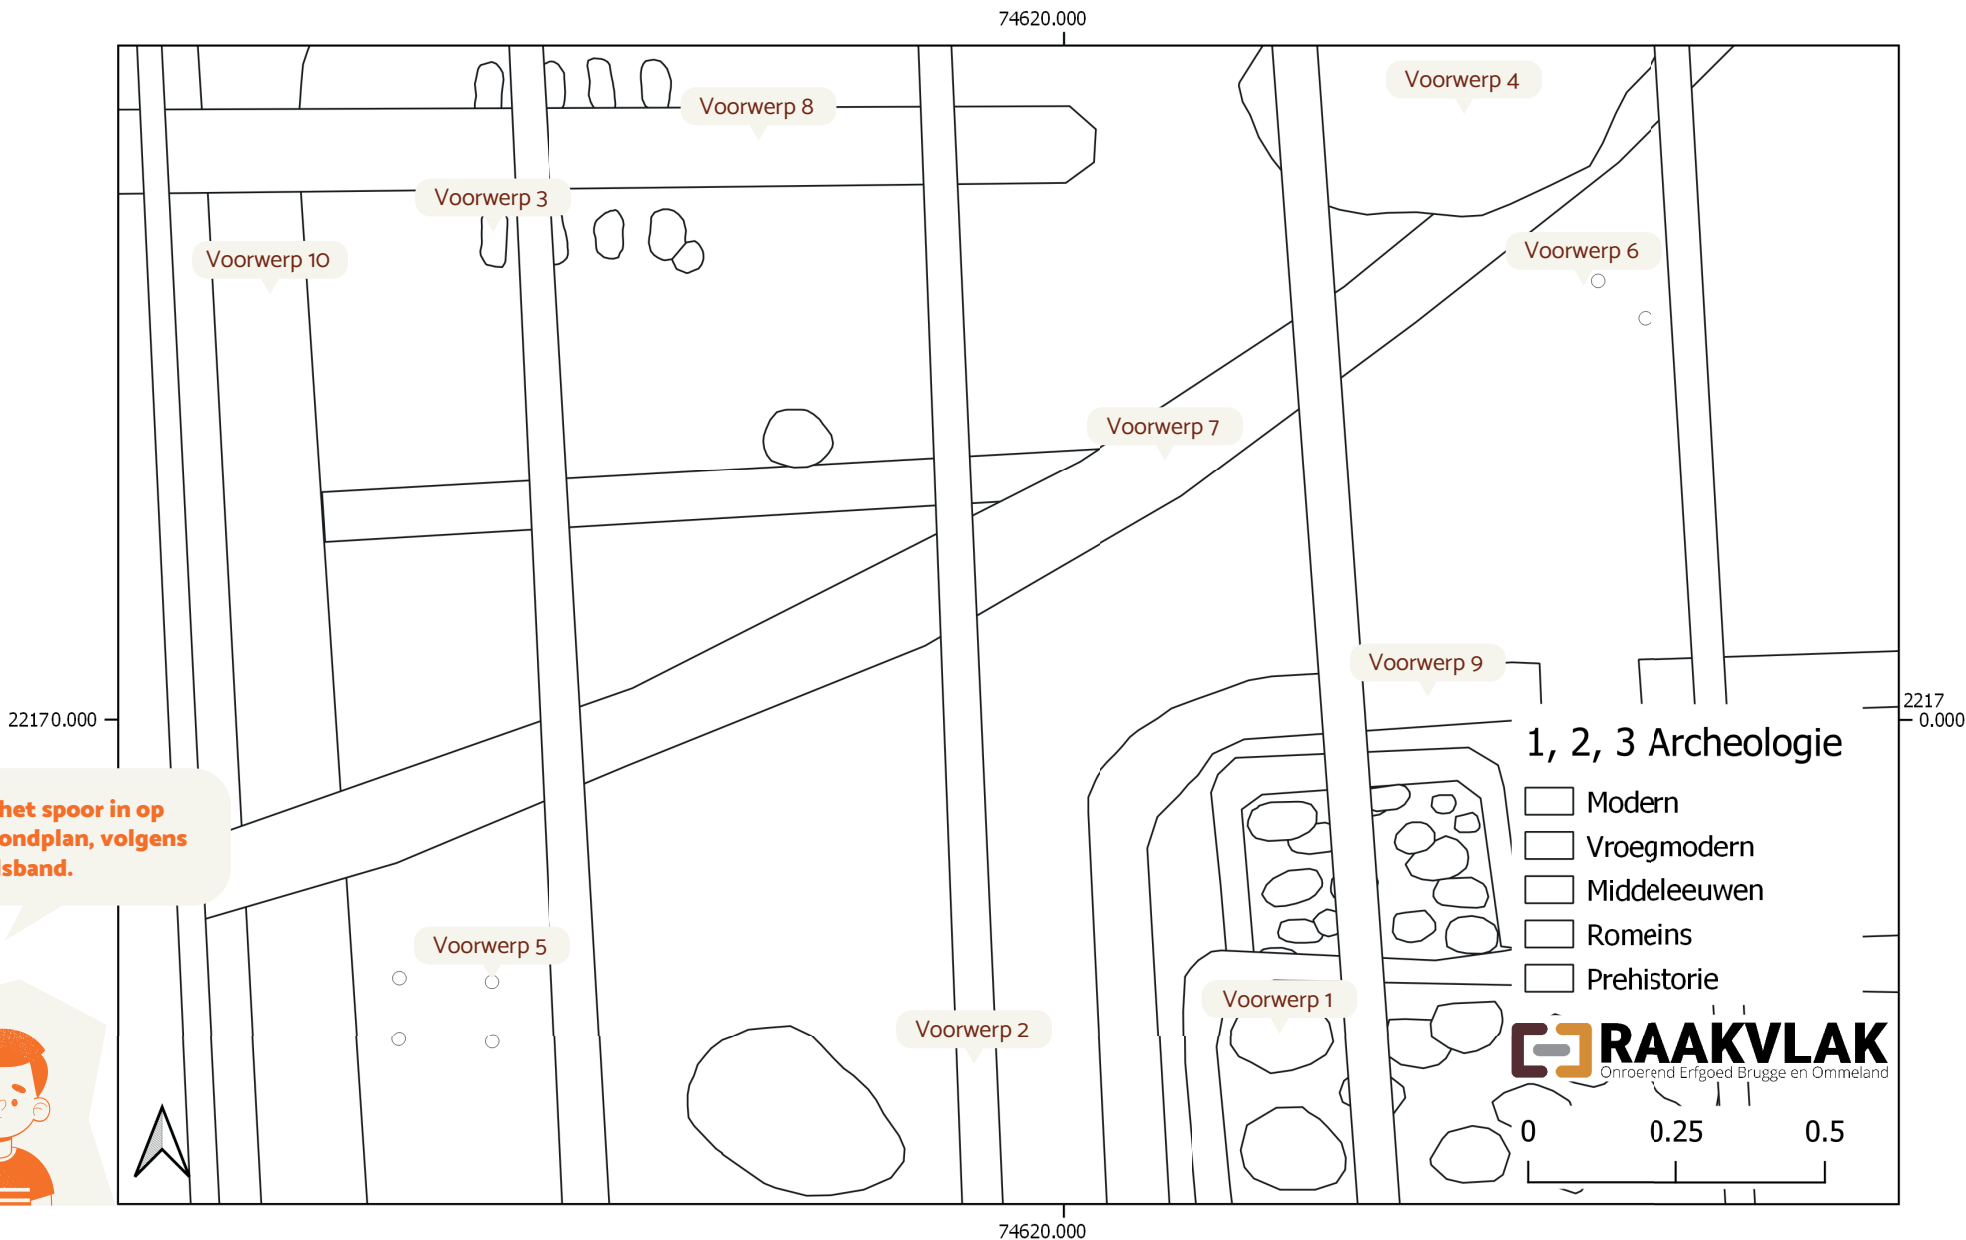 74620.000
Voorwerp 4
Voorwerp 8
Voorwerp 3
Voorwerp 10
Voorwerp 6
Voorwerp 7
Voorwerp 9
22170.000
2217
0.000
1, 2, 3 Archeologie
Modern
Vroegmodern
Middeleeuwen
Romeins
Prehistorie
het spoor in op
ondplan, volgens
sband.
Voorwerp 5
Voorwerp 2
Voorwerp 1
RAAKVLAK
Onroerend Erfgoed Brugge en Ommeland
0 0.25 0.5
74620.000